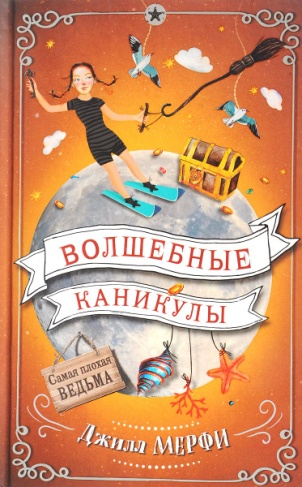 ВОЛШЕБНЫЕ
КАНИКУЛЫ
Самая плохая
ВЕДЬМА
Джилл МЕРФИ